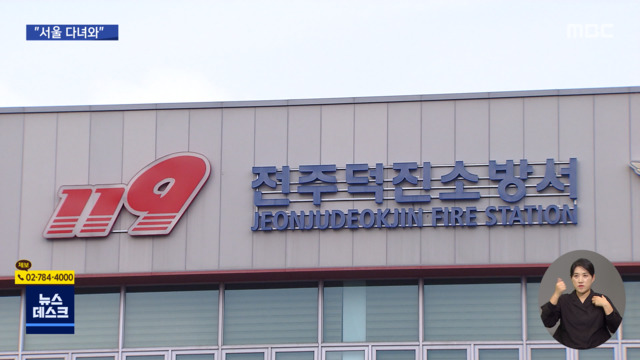 "서울 다녀와"
MBC
119
전주덕진소방서
JEONJUDEOKJIN FIRE STATION
제보
02-784-4000
뉴스
데스크